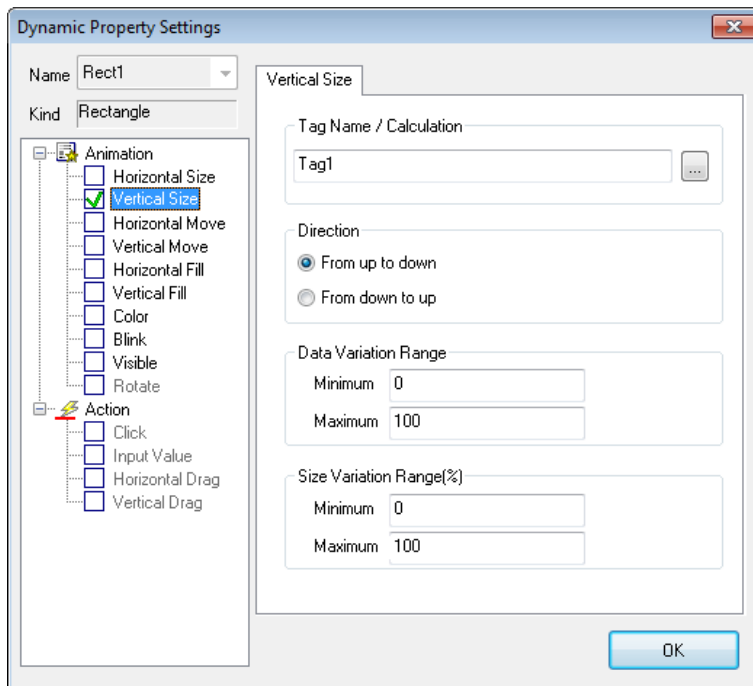 Dynamic Property Settings
Name Rect1
Kind Rectangle
Animation
Horizontal Size
Vertical Size
Horizontal Move
Vertical Move
Horizontal Fill
Vertical Fill
Color
Blink
Visible
Rotate
Action
Click
Input Value
Horizontal Drag
Vertical Drag
Vertical Size
Tag Name / Calculation
Tag1
...
Direction
From up to down
From down to up
Data Variation Range
Minimum 0
Maximum 100
Size Variation Range(%)
Minimum 0
Maximum 100
OK